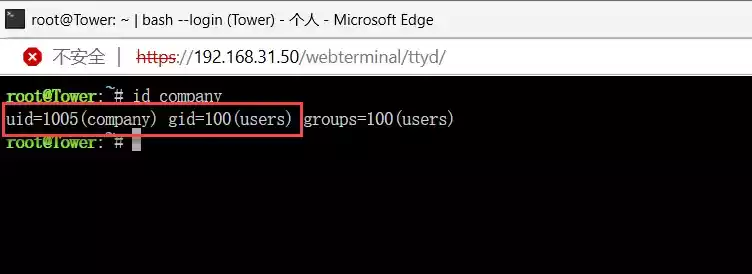 root@Tower: ~ | bash --login (Tower) - 个人 - Microsoft Edge
不安全 | https://192.168.31.50/webterminal/ttyd/
root@Tower:~# id company
uid=1005(company) gid=100(users) groups=100(users)
root@Tower:~#